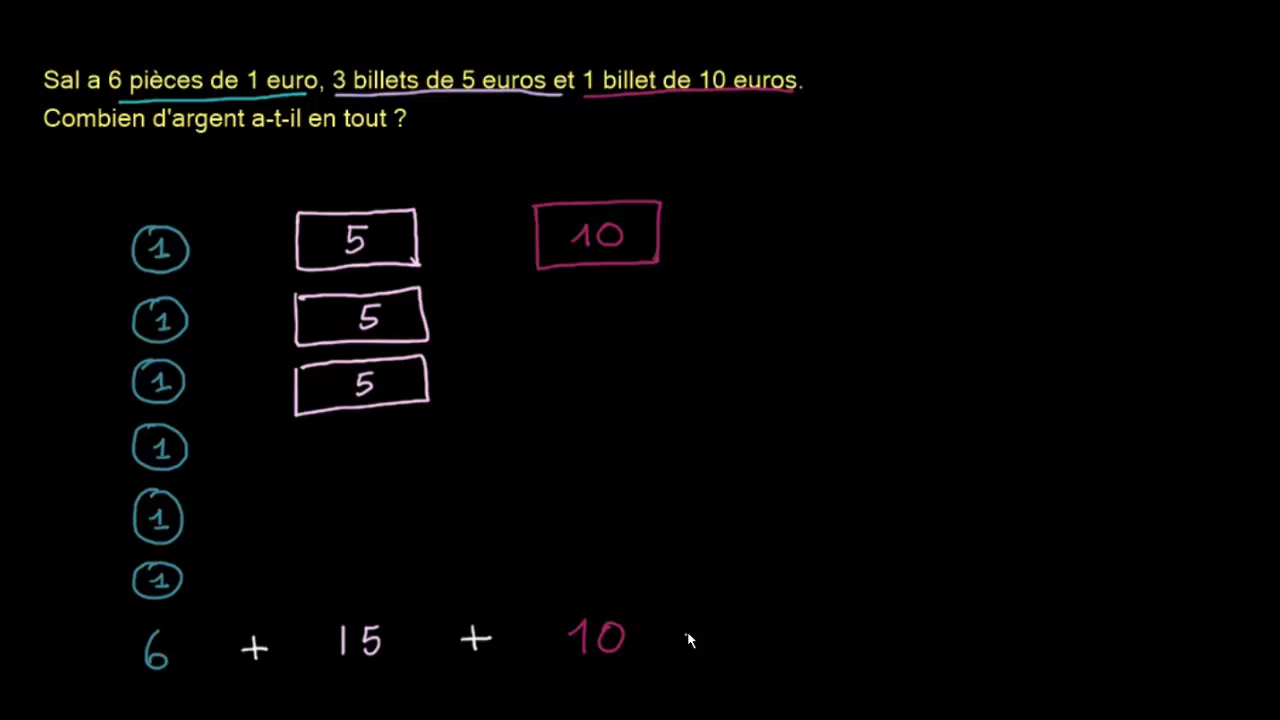 Sal a 6 pièces de 1 euro, 3 billets de 5 euros et 1 billet de 10 euros.
Combien d'argent a-t-il en tout ?
1 5 10
1 5
1 5
1
1
1
6 + 15 + 10